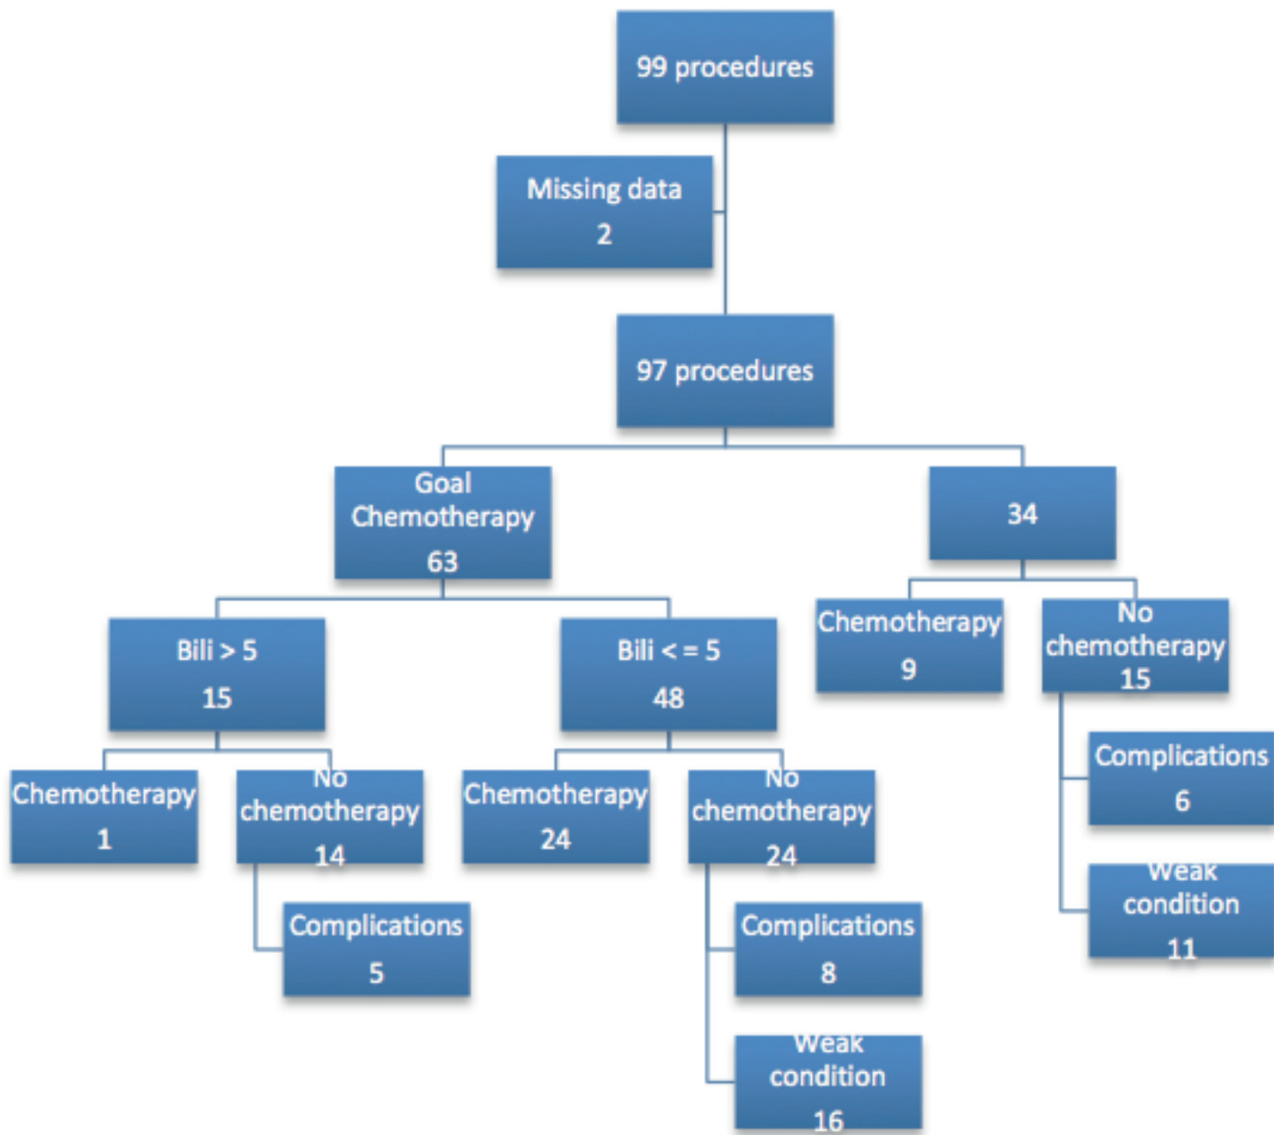 99 procedures
Missing data
2
97 procedures
Goal
Chemotherapy
63
34
Bili > 5
15
Bili < = 5
48
Chemotherapy
9
No
chemotherapy
15
Chemotherapy
1
No
chemotherapy
14
Chemotherapy
24
No
chemotherapy
24
Complications
6
Weak
condition
11
Complications
5
Complications
8
Weak
condition
16